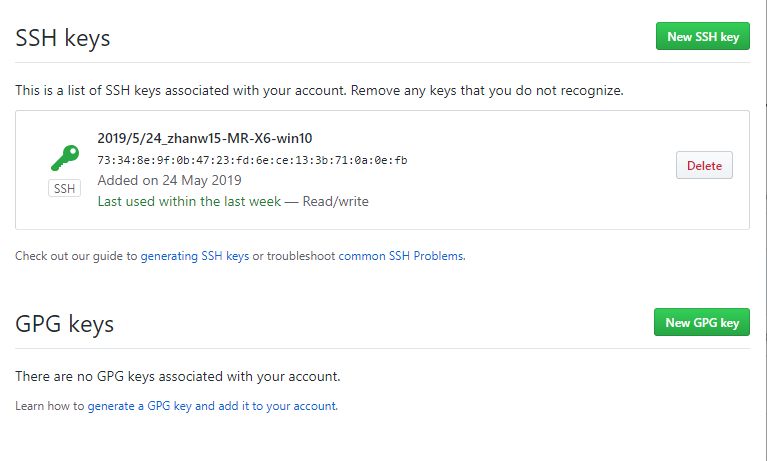 SSH keys
New SSH key
This is a list of SSH keys associated with your account. Remove any keys that you do not recognize.
2019/5/24_zhanw15-MR-X6-win10
73:34:8e:9f:0b:47:23:fd:6e:ce:13:3b:71:0a:0e:fb
SSH
Added on 24 May 2019
Last used within the last week — Read/write
Delete
Check out our guide to generating SSH keys or troubleshoot common SSH Problems.
GPG keys
New GPG key
There are no GPG keys associated with your account.
Learn how to generate a GPG key and add it to your account.